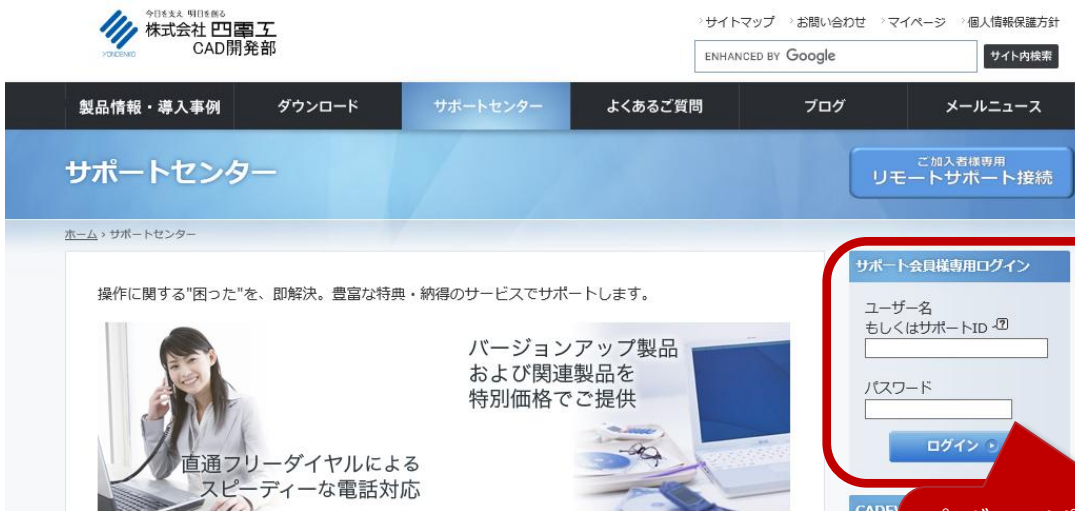 今日を支え 明日を創る
株式会社 四電工
CAD開発部
YONDENKO
サイトマップ お問い合わせ マイページ 個人情報保護方針
ENHANCED BY Google サイト内検索
製品情報・導入事例 ダウンロード サポートセンター よくあるご質問 ブログ メールニュース
サポートセンター
ご加入者様専用
リモートサポート接続
ホーム › サポートセンター
操作に関する"困った"を、即解決。豊富な特典・納得のサービスでサポートします。
直通フリーダイヤルによる
スピーディーな電話対応
バージョンアップ製品
および関連製品を
特別価格でご提供
サポート会員様専用ログイン
ユーザー名
もしくはサポートID
パスワード
ログイン